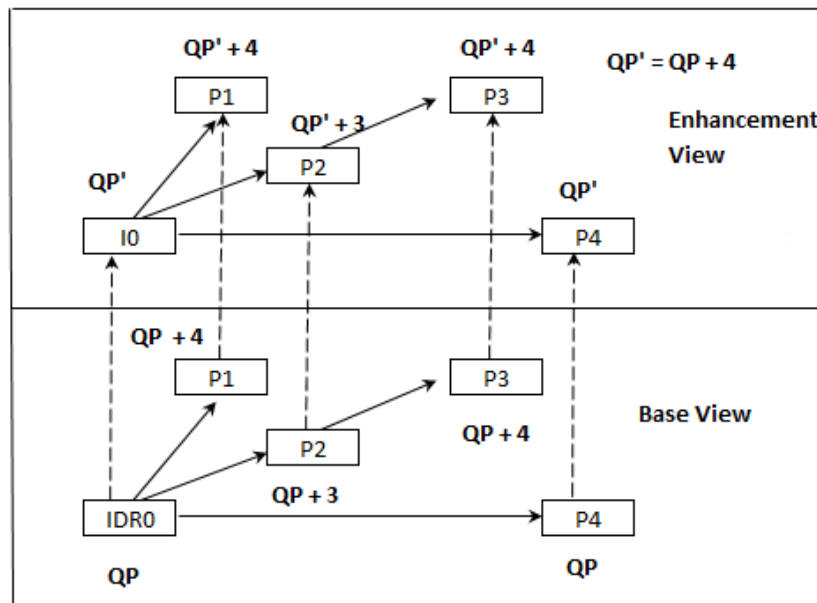 QP' + 4
QP' + 4
QP' = QP + 4
P1
P3
QP' + 3
Enhancement
View
P2
QP'
QP'
I0
P4
QP + 4
P1
P3
Base View
QP + 4
P2
QP + 3
IDR0
P4
QP
QP